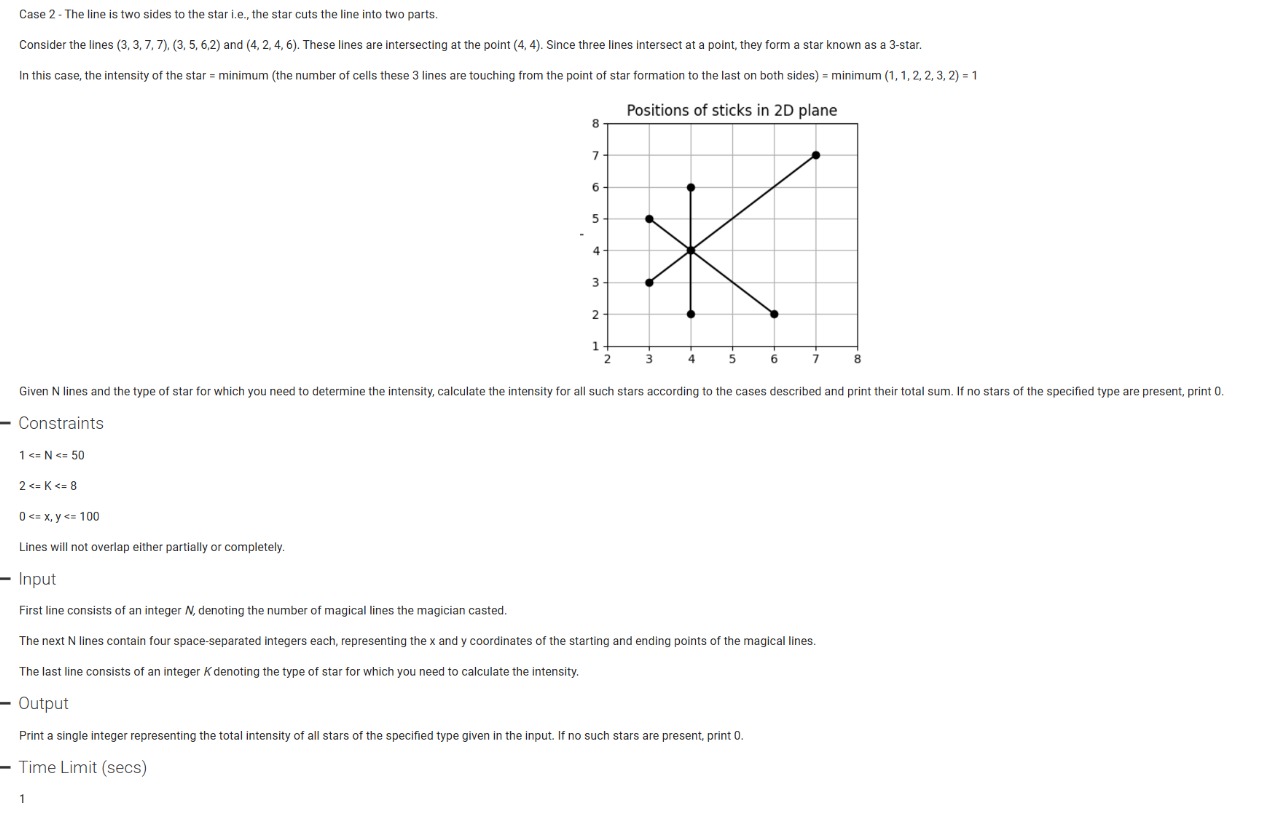 Case 2 - The line is two sides to the star i.e., the star cuts the line into two parts.
Consider the lines (3, 3, 7, 7), (3, 5, 6,2) and (4, 2, 4, 6). These lines are intersecting at the point (4, 4). Since three lines intersect at a point, they form a star known as a 3-star.
In this case, the intensity of the star = minimum (the number of cells these 3 lines are touching from the point of star formation to the last on both sides) = minimum (1, 1, 2, 2, 3, 2) = 1
Positions of sticks in 2D plane
8
7
6
5
4
3
2
1
2 3 4 5 6 7 8
Given N lines and the type of star for which you need to determine the intensity, calculate the intensity for all such stars according to the cases described and print their total sum. If no stars of the specified type are present, print 0.
Constraints
1 <= N <= 50
2 <= K <= 8
0 <= x, y <= 100
Lines will not overlap either partially or completely.
Input
First line consists of an integer N, denoting the number of magical lines the magician casted.
The next N lines contain four space-separated integers each, representing the x and y coordinates of the starting and ending points of the magical lines.
The last line consists of an integer K denoting the type of star for which you need to calculate the intensity.
Output
Print a single integer representing the total intensity of all stars of the specified type given in the input. If no such stars are present, print 0.
Time Limit (secs)
1